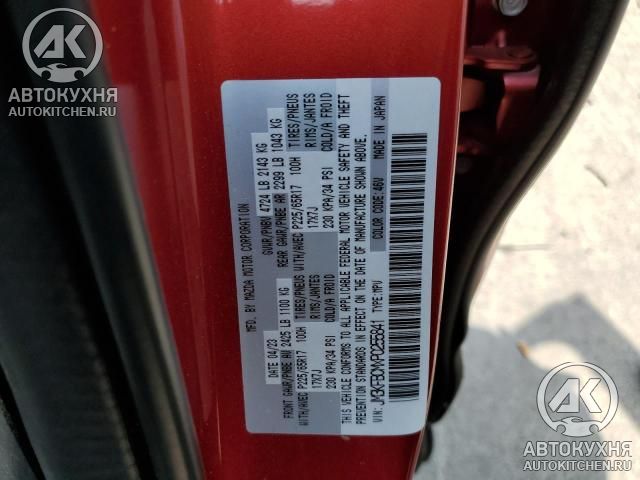 АК
АВТОКУХНЯ
AUTOKITCHEN.RU
MFD. BY MAZDA MOTOR CORPORATION
DATE 04/23 GVWR/PNBV 4724 LB 2143 KG
FRONT GAWR/PNBE AV 2425 LB 1100 KG REAR GAWR/PNBE AR 2299 LB 1043 KG
WITH/AVEC P225/65R17 100H TIRES/PNEUS WITH/AVEC P225/65R17 100H TIRES/PNEUS
17X7J RIMS/JANTES 17X7J RIMS/JANTES
230 KPA/34 PSI COLD/A FROID 230 KPA/34 PSI COLD/A FROID
THIS VEHICLE CONFORMS TO ALL APPLICABLE FEDERAL MOTOR VEHICLE SAFETY AND THEFT
PREVENTION STANDARDS IN EFFECT ON THE DATE OF MANUFACTURE SHOWN ABOVE.
VIN: TYPE:MPV COLOR CODE:46V MADE IN JAPAN
АК
АВТОКУХНЯ
AUTOKITCHEN.RU